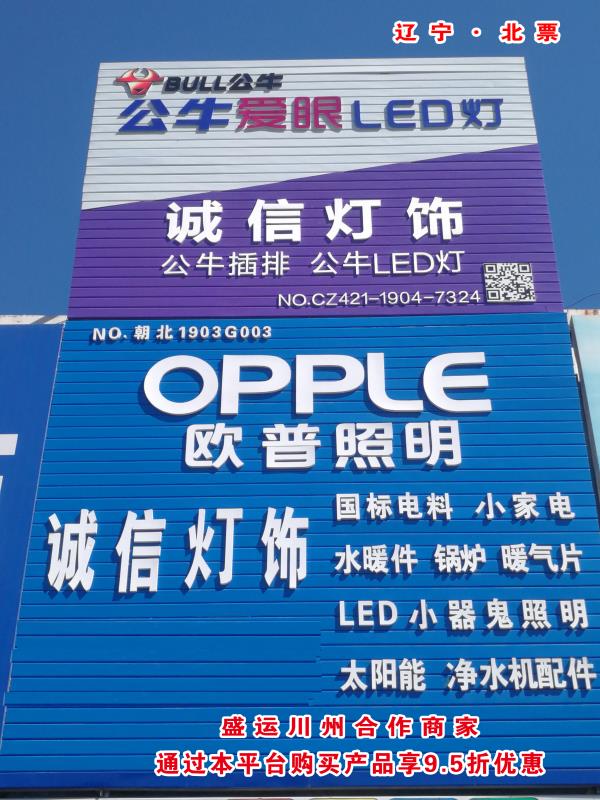 辽宁·北票
BULL公牛
公牛爱眼LED灯
诚信灯饰
公牛插排 公牛LED灯
NO.CZ421-1904-7324
NO.朝北1903G003
OPPLE
欧普照明
诚信灯饰
国标电料 小家电
水暖件 锅炉 暖气片
LED小器鬼照明
太阳能 净水机配件
盛运川州合作商家
通过本平台购买产品享9.5折优惠